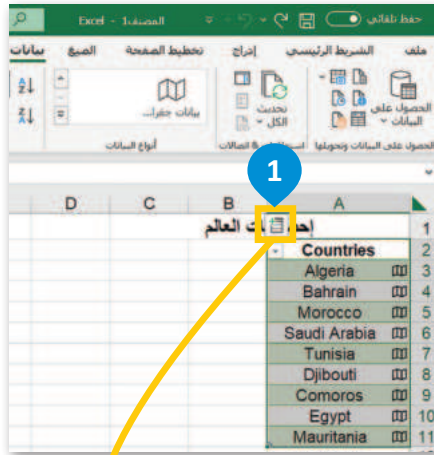 حفظ تلقائي
المصنف1 - Excel
ملف الشريط الرئيسي إدراج تخطيط الصفحة الصيغ بيانات
الحصول على البيانات
تحديث الكل
بيانات جغرا...
الحصول على البيانات وتحويلها
أنواع البيانات
1
A B C D
1 العالم
2 Countries
3 Algeria
4 Bahrain
5 Morocco
6 Saudi Arabia
7 Tunisia
8 Djibouti
9 Comoros
10 Egypt
11 Mauritania